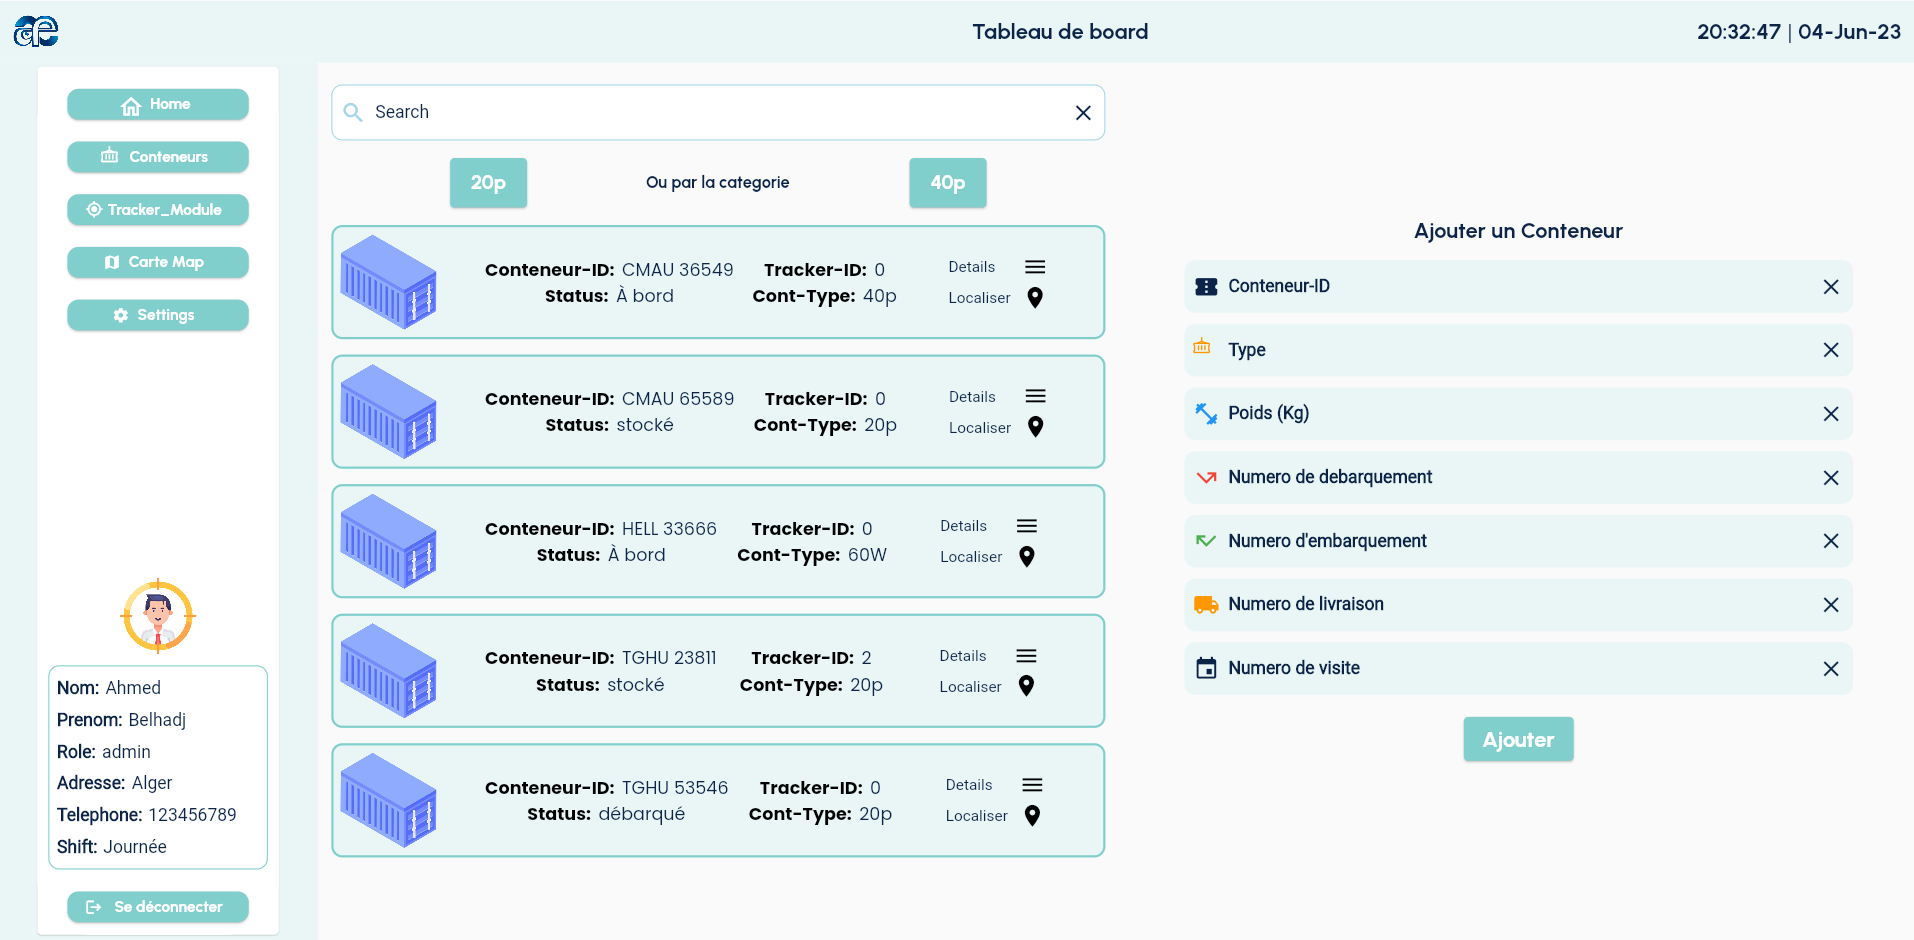 Tableau de board
20:32:47 | 04-Jun-23
Home
Conteneurs
Tracker_Module
Carte Map
Settings
Nom: Ahmed
Prenom: Belhadj
Role: admin
Adresse: Alger
Telephone: 123456789
Shift: Journée
Se déconnecter
Search
20p
Ou par la categorie
40p
Conteneur-ID: CMAU 36549 Tracker-ID: 0 Details
Status: À bord Cont-Type: 40p Localiser
Conteneur-ID: CMAU 65589 Tracker-ID: 0 Details
Status: stocké Cont-Type: 20p Localiser
Conteneur-ID: HELL 33666 Tracker-ID: 0 Details
Status: À bord Cont-Type: 60W Localiser
Conteneur-ID: TGHU 23811 Tracker-ID: 2 Details
Status: stocké Cont-Type: 20p Localiser
Conteneur-ID: TGHU 53546 Tracker-ID: 0 Details
Status: débarqué Cont-Type: 20p Localiser
Ajouter un Conteneur
Conteneur-ID
Type
Poids (Kg)
Numero de debarquement
Numero d'embarquement
Numero de livraison
Numero de visite
Ajouter